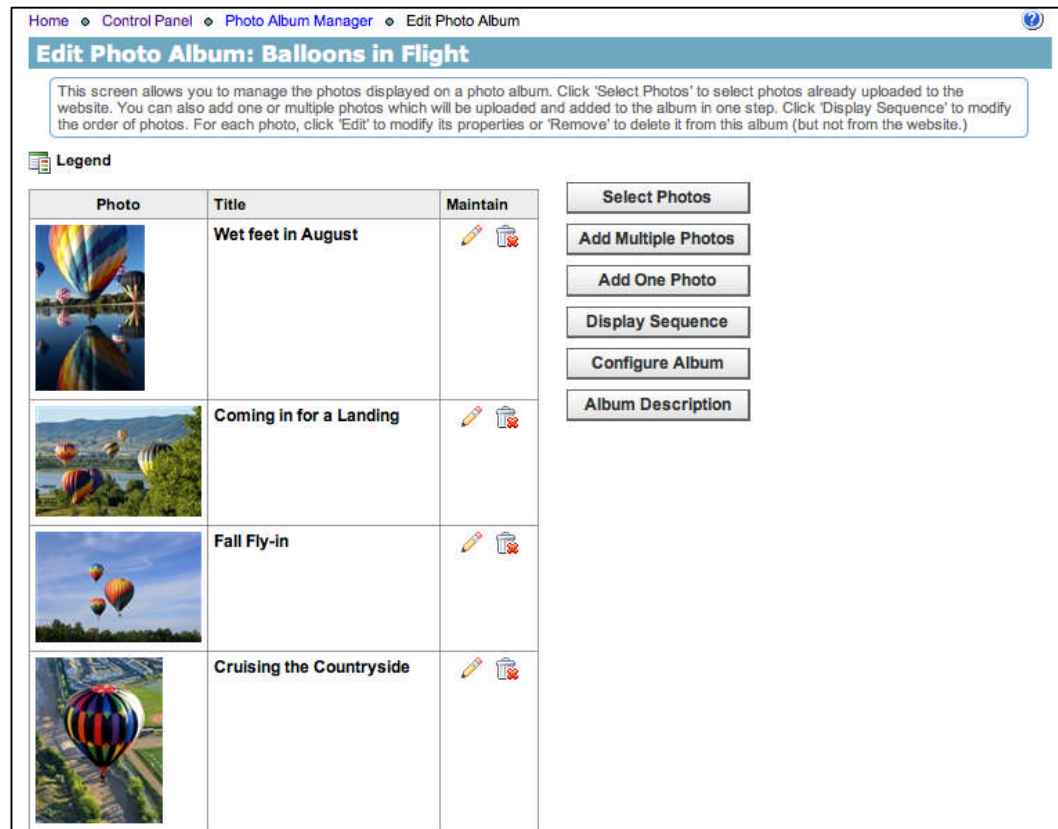 Home Control Panel Photo Album Manager Edit Photo Album
Edit Photo Album: Balloons in Flight
This screen allows you to manage the photos displayed on a photo album. Click 'Select Photos' to select photos already uploaded to the
website. You can also add one or multiple photos which will be uploaded and added to the album in one step. Click 'Display Sequence' to modify
the order of photos. For each photo, click 'Edit' to modify its properties or 'Remove' to delete it from this album (but not from the website.)
Legend
Photo Title Maintain
Wet feet in August
Coming in for a Landing
Fall Fly-in
Cruising the Countryside
Select Photos
Add Multiple Photos
Add One Photo
Display Sequence
Configure Album
Album Description